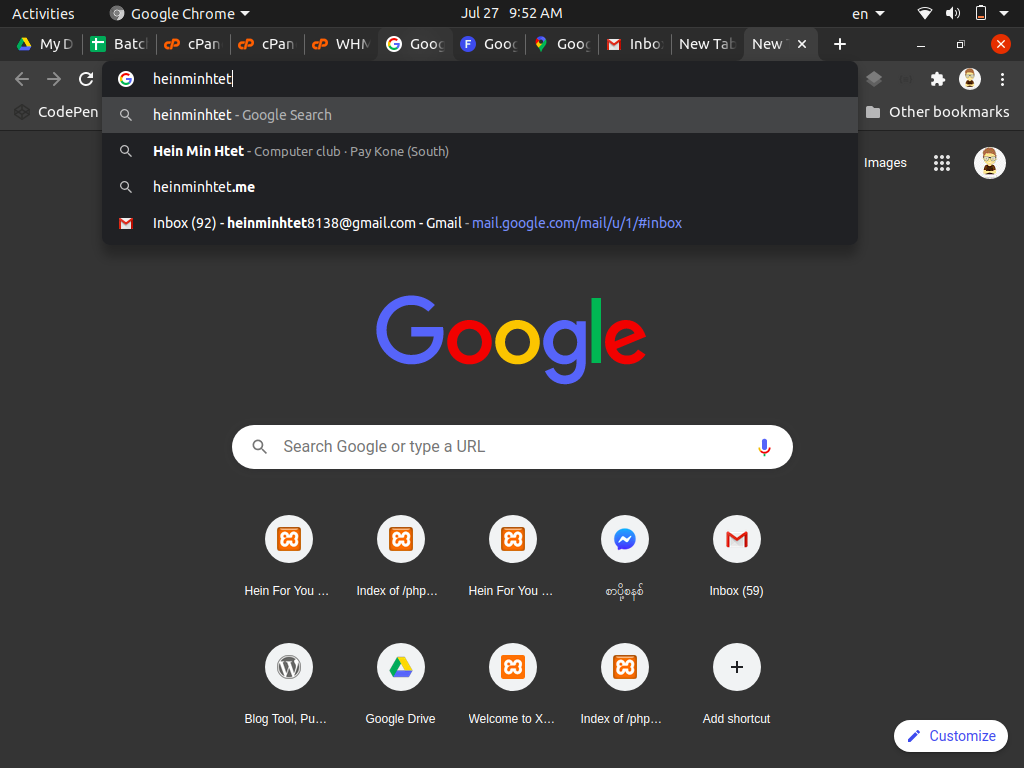 Activities Google Chrome Jul 27 9:52 AM en
My D Batch cPan cPan WHM Goog Goog Goog Inbox New Tab New T
heinminhtet
CodePen Other bookmarks
heinminhtet - Google Search
Hein Min Htet - Computer club · Pay Kone (South)
heinminhtet.me
Inbox (92) - heinminhtet8138@gmail.com - Gmail - mail.google.com/mail/u/1/#inbox
Images
Google
Search Google or type a URL
Hein For You ... Index of /php... Hein For You ... စာပို့စနစ် Inbox (59)
Blog Tool, Pu... Google Drive Welcome to X... Index of /php... Add shortcut
Customize